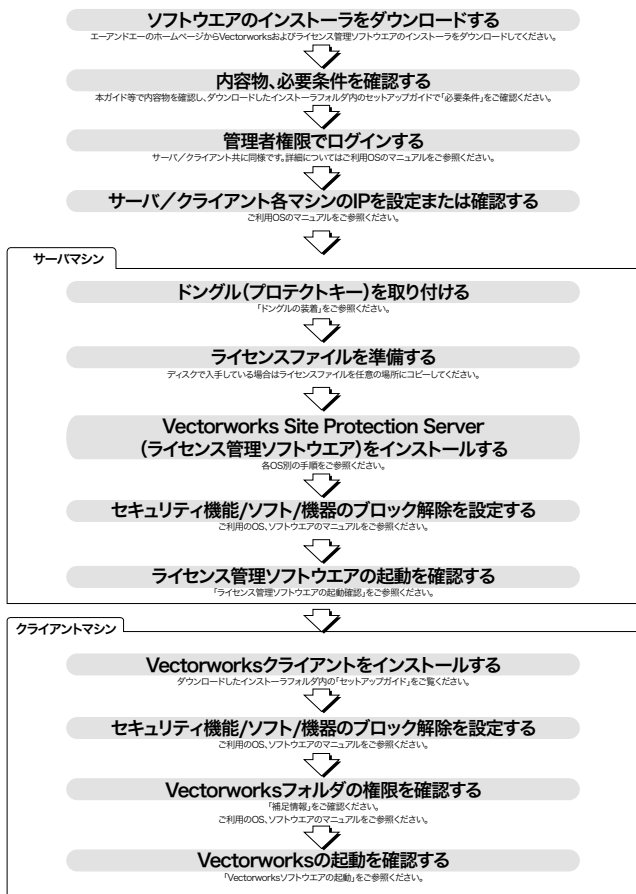 ソフトウエアのインストーラをダウンロードする
エーアンドエーのホームページからVectorworksおよびライセンス管理ソフトウエアのインストーラをダウンロードしてください。
内容物、必要条件を確認する
本ガイド等で内容物を確認し、ダウンロードしたインストーラフォルダ内のセットアップガイドで「必要条件」をご確認ください。
管理者権限でログインする
サーバ／クライアント共に同様です。詳細についてはご利用OSのマニュアルをご参照ください。
サーバ／クライアント各マシンのIPを設定または確認する
ご利用OSのマニュアルをご参照ください。
サーバマシン
ドングル（プロテクトキー）を取り付ける
「ドングルの装着」をご参照ください。
ライセンスファイルを準備する
ディスクで入手している場合はライセンスファイルを任意の場所にコピーしてください。
Vectorworks Site Protection Server
（ライセンス管理ソフトウエア）をインストールする
各OS別の手順をご参照ください。
セキュリティ機能/ソフト/機器のブロック解除を設定する
ご利用のOS、ソフトウエアのマニュアルをご参照ください。
ライセンス管理ソフトウエアの起動を確認する
「ライセンス管理ソフトウエアの起動確認」をご参照ください。
クライアントマシン
Vectorworksクライアントをインストールする
ダウンロードしたインストーラフォルダ内の「セットアップガイド」をご覧ください。
セキュリティ機能/ソフト/機器のブロック解除を設定する
ご利用のOS、ソフトウエアのマニュアルをご参照ください。
Vectorworksフォルダの権限を確認する
「補足情報」をご確認ください。
ご利用のOS、ソフトウエアのマニュアルをご参照ください。
Vectorworksの起動を確認する
「Vectorworksソフトウエアの起動」をご参照ください。